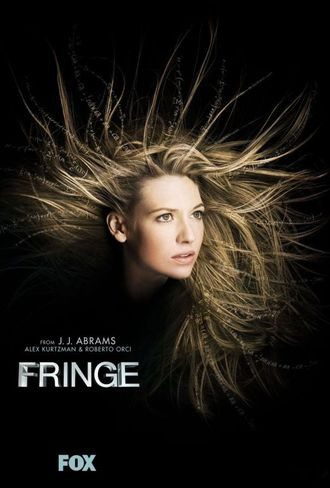 FROM J. J. ABRAMS
ALEX KURTZMAN & ROBERTO ORCI
FRINGE
FOX